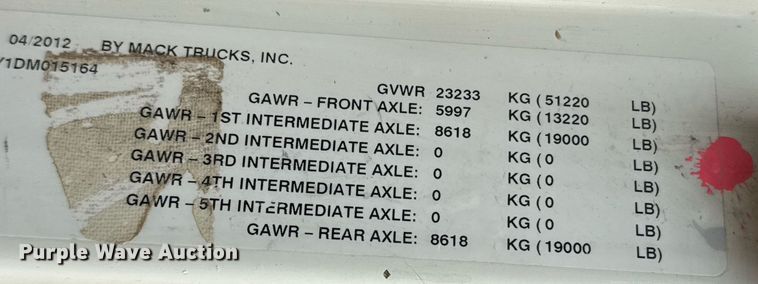 04/2012 BY MACK TRUCKS, INC.
1DM015164
GVWR 23233 KG ( 51220 LB)
GAWR – FRONT AXLE: 5997 KG ( 13220 LB)
GAWR – 1ST INTERMEDIATE AXLE: 8618 KG ( 19000 LB)
GAWR – 2ND INTERMEDIATE AXLE: 0 KG ( 0 LB)
GAWR – 3RD INTERMEDIATE AXLE: 0 KG ( 0 LB)
GAWR – 4TH INTERMEDIATE AXLE: 0 KG ( 0 LB)
GAWR – 5TH INTERMEDIATE AXLE: 0 KG ( 0 LB)
GAWR – REAR AXLE: 8618 KG ( 19000 LB)
Purple Wave Auction